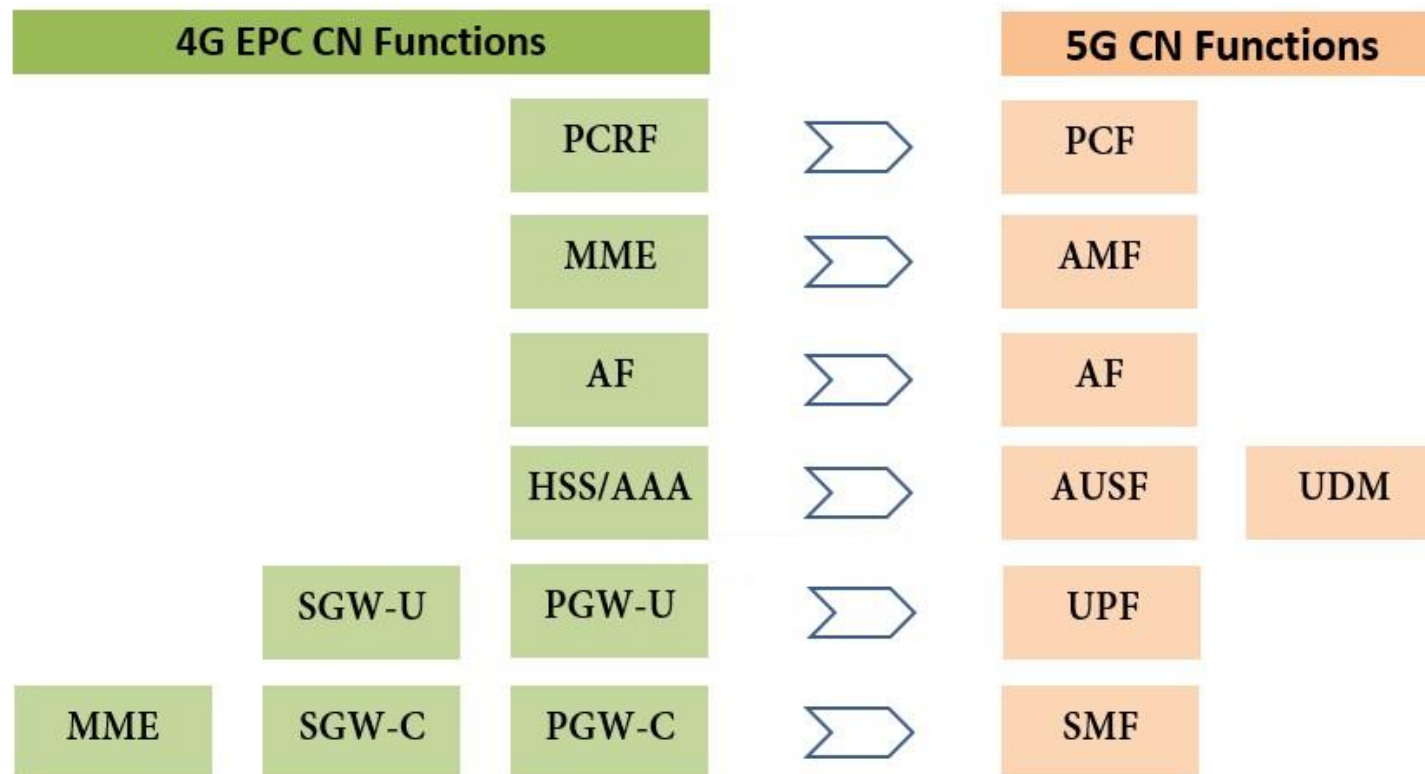 4G EPC CN Functions 5G CN Functions
PCRF PCF
MME AMF
AF AF
HSS/AAA AUSF UDM
SGW-U PGW-U UPF
MME SGW-C PGW-C SMF